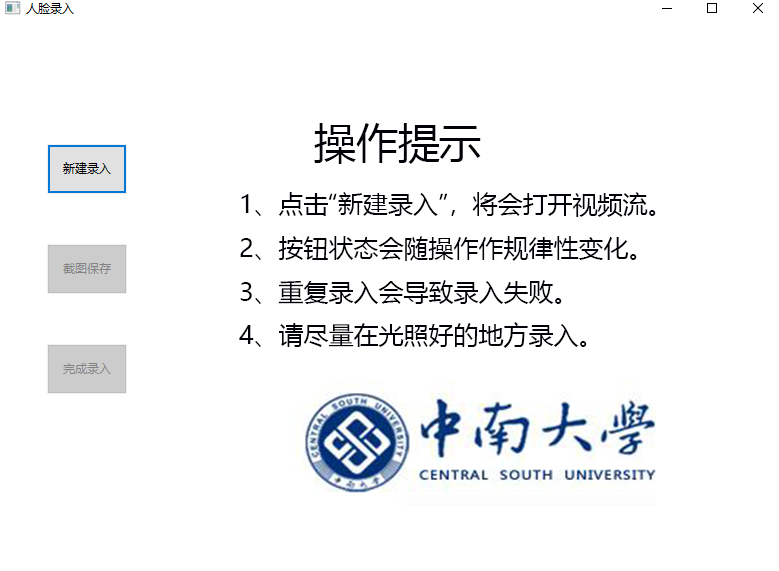 人脸录入
操作提示
新建录入
1、点击“新建录入”，将会打开视频流。
2、按钮状态会随操作作规律性变化。
截图保存
3、重复录入会导致录入失败。
4、请尽量在光照好的地方录入。
完成录入
CENTRAL SOUTH UNIVERSITY
中南大学
中南大學
CENTRAL SOUTH UNIVERSITY